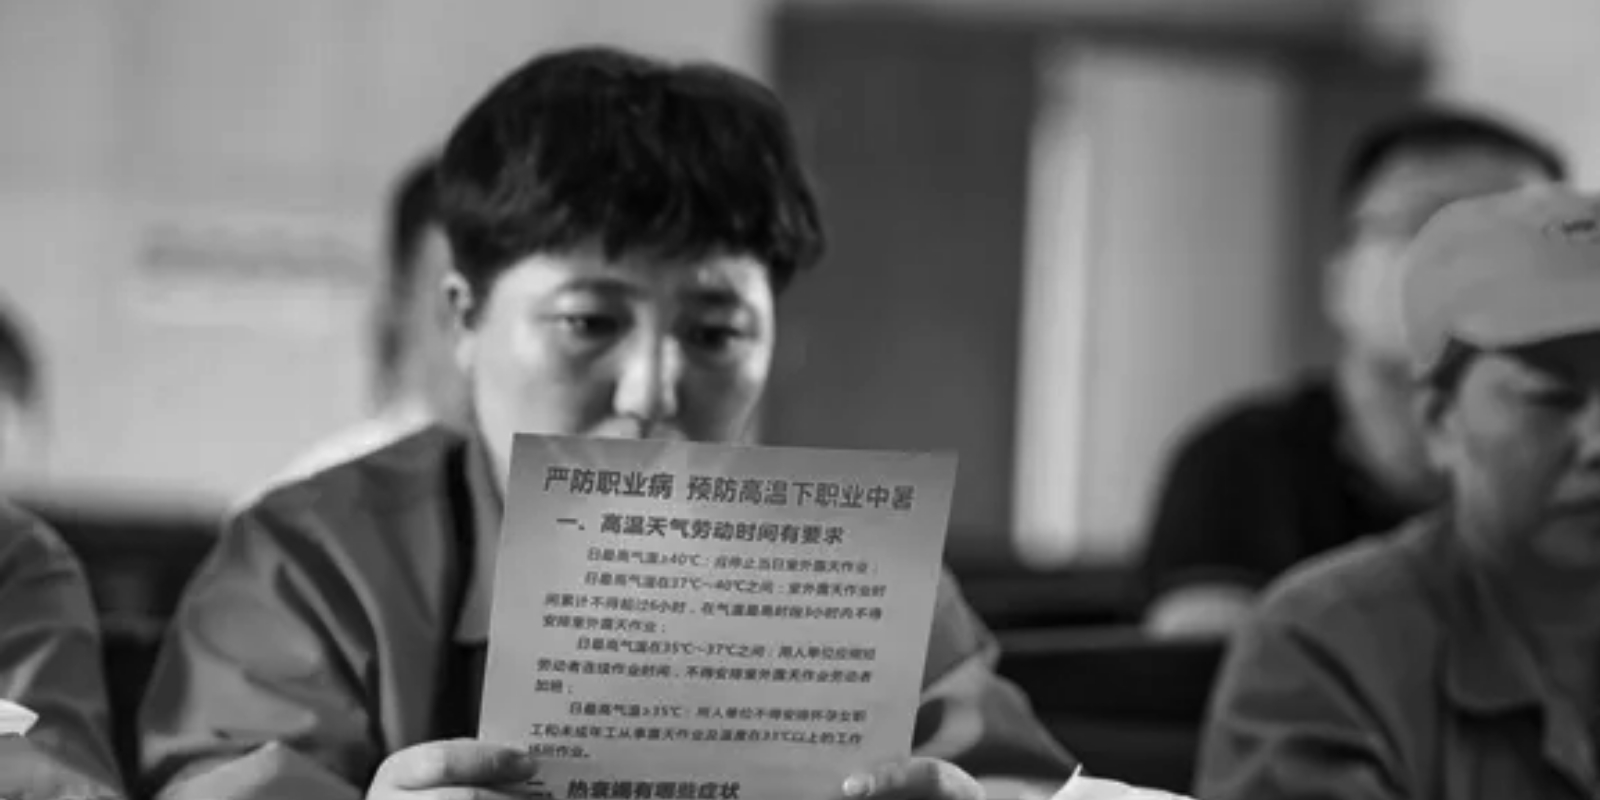 严防职业病 预防高温下职业中暑
一、高温天气劳动时间有要求
日最高气温≥40℃：应停止当日室外露天作业；
日最高气温在37℃～40℃之间：室外露天作业时
间累计不得超过6小时，在气温最高时段3小时内不得
安排室外露天作业；
日最高气温在35℃～37℃之间：用人单位应缩短
劳动者连续作业时间，不得安排室外露天作业劳动者
加班；
日最高气温≥35℃：用人单位不得安排怀孕女职
工和未成年工从事露天作业及温度在33℃以上的工作
场所作业。
二、热衰竭有哪些症状